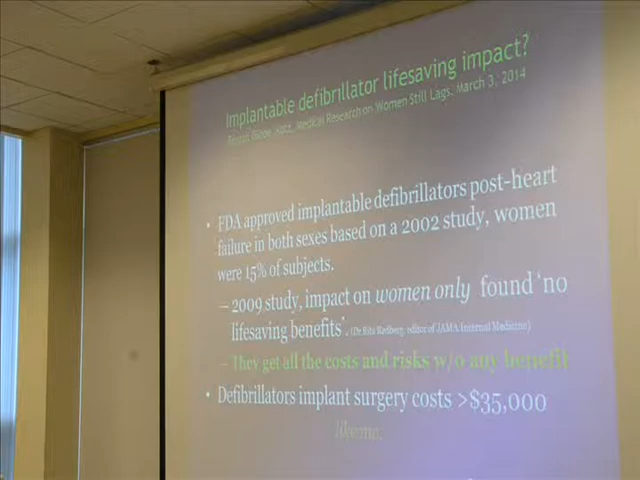 Implantable defibrillator lifesaving impact?
Boston Globe, Kotz, Medical Research on Women Still Lags, March 3, 2014
• FDA approved implantable defibrillators post-heart
failure in both sexes based on a 2002 study, women
were 15% of subjects.
– 2009 study, impact on women only found 'no
lifesaving benefits'. (Dr. Rita Redberg, editor of JAMA Internal Medicine)
– They get all the costs and risks w/o any benefit
• Defibrillators implant surgery costs >$35,000